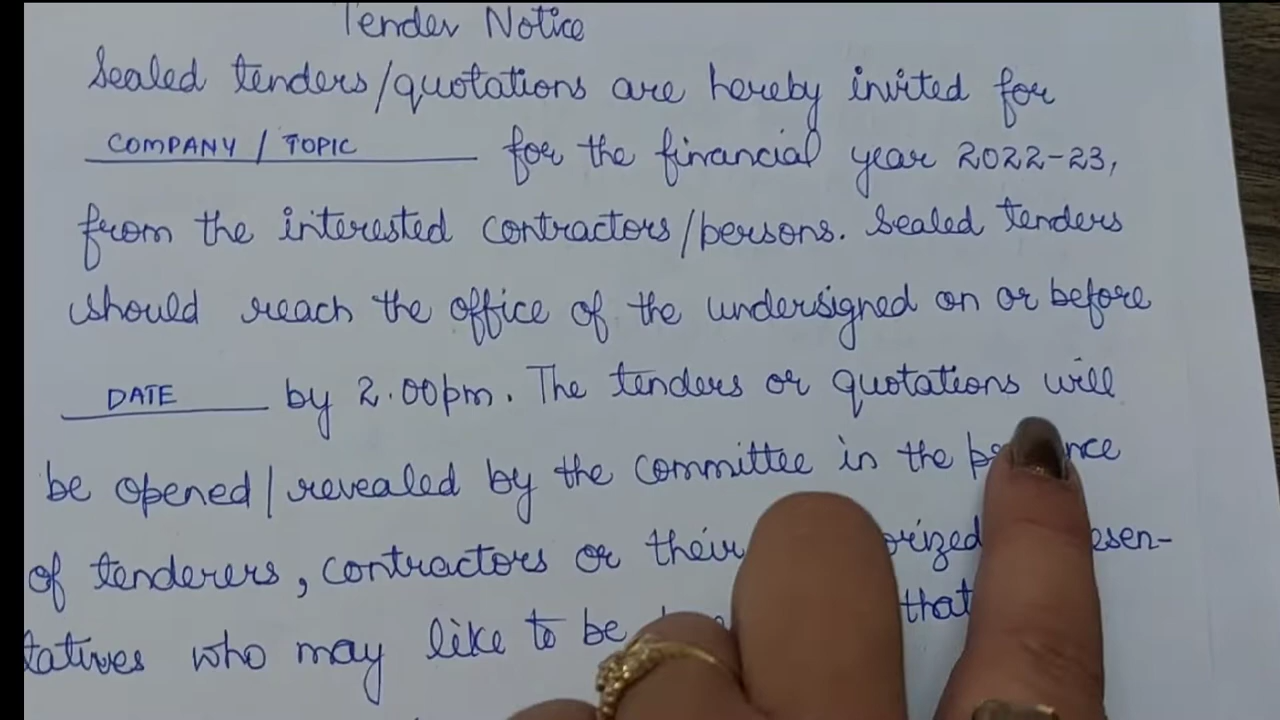 Tender Notice
Sealed tenders/quotations are hereby invited for
COMPANY / TOPIC for the financial year 2022-23,
from the interested contractors/persons. Sealed tenders
should reach the office of the undersigned on or before
DATE by 2.00pm. The tenders or quotations will
be opened/revealed by the committee in the
of tenderers, contractors or their
tatives who may like to be that